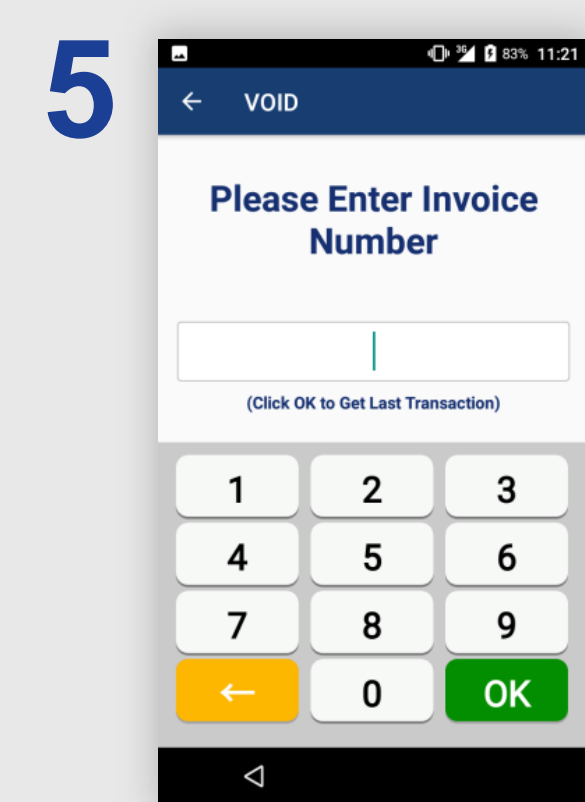 5
3G 83% 11:21
VOID
Please Enter Invoice
Number
(Click OK to Get Last Transaction)
1 2 3
4 5 6
7 8 9
0 OK